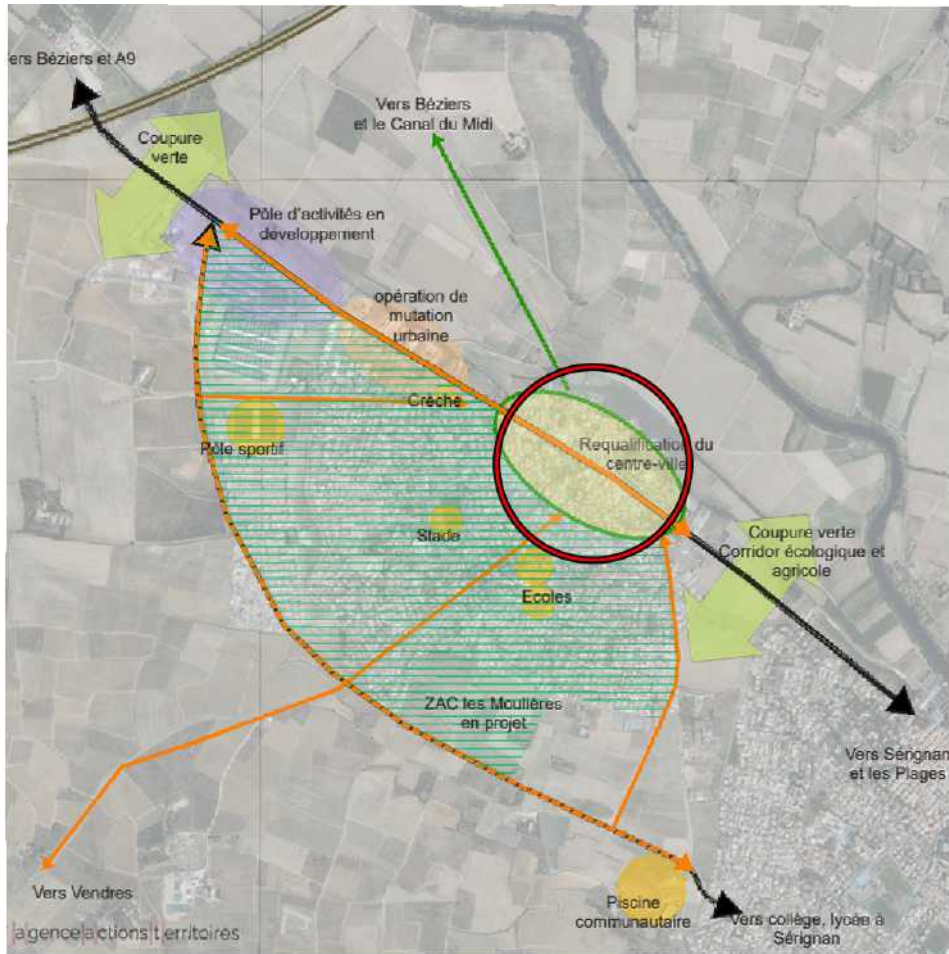 ers Béziers et A9
Vers Béziers
et le Canal du Midi
Coupure
verte
Pôle d'activités en
développement
opération de
mutation
urbaine
Crèche
Requalification du
centre-ville
Pôle sportif
Stade
Coupure verte
Corridor écologique et
agricole
Ecoles
ZAC les Moulières
en projet
Vers Sérignan
et les Plages
Vers Vendres
Piscine
communautaire
Vers collège, lycée à
Sérignan
agence actions territoires